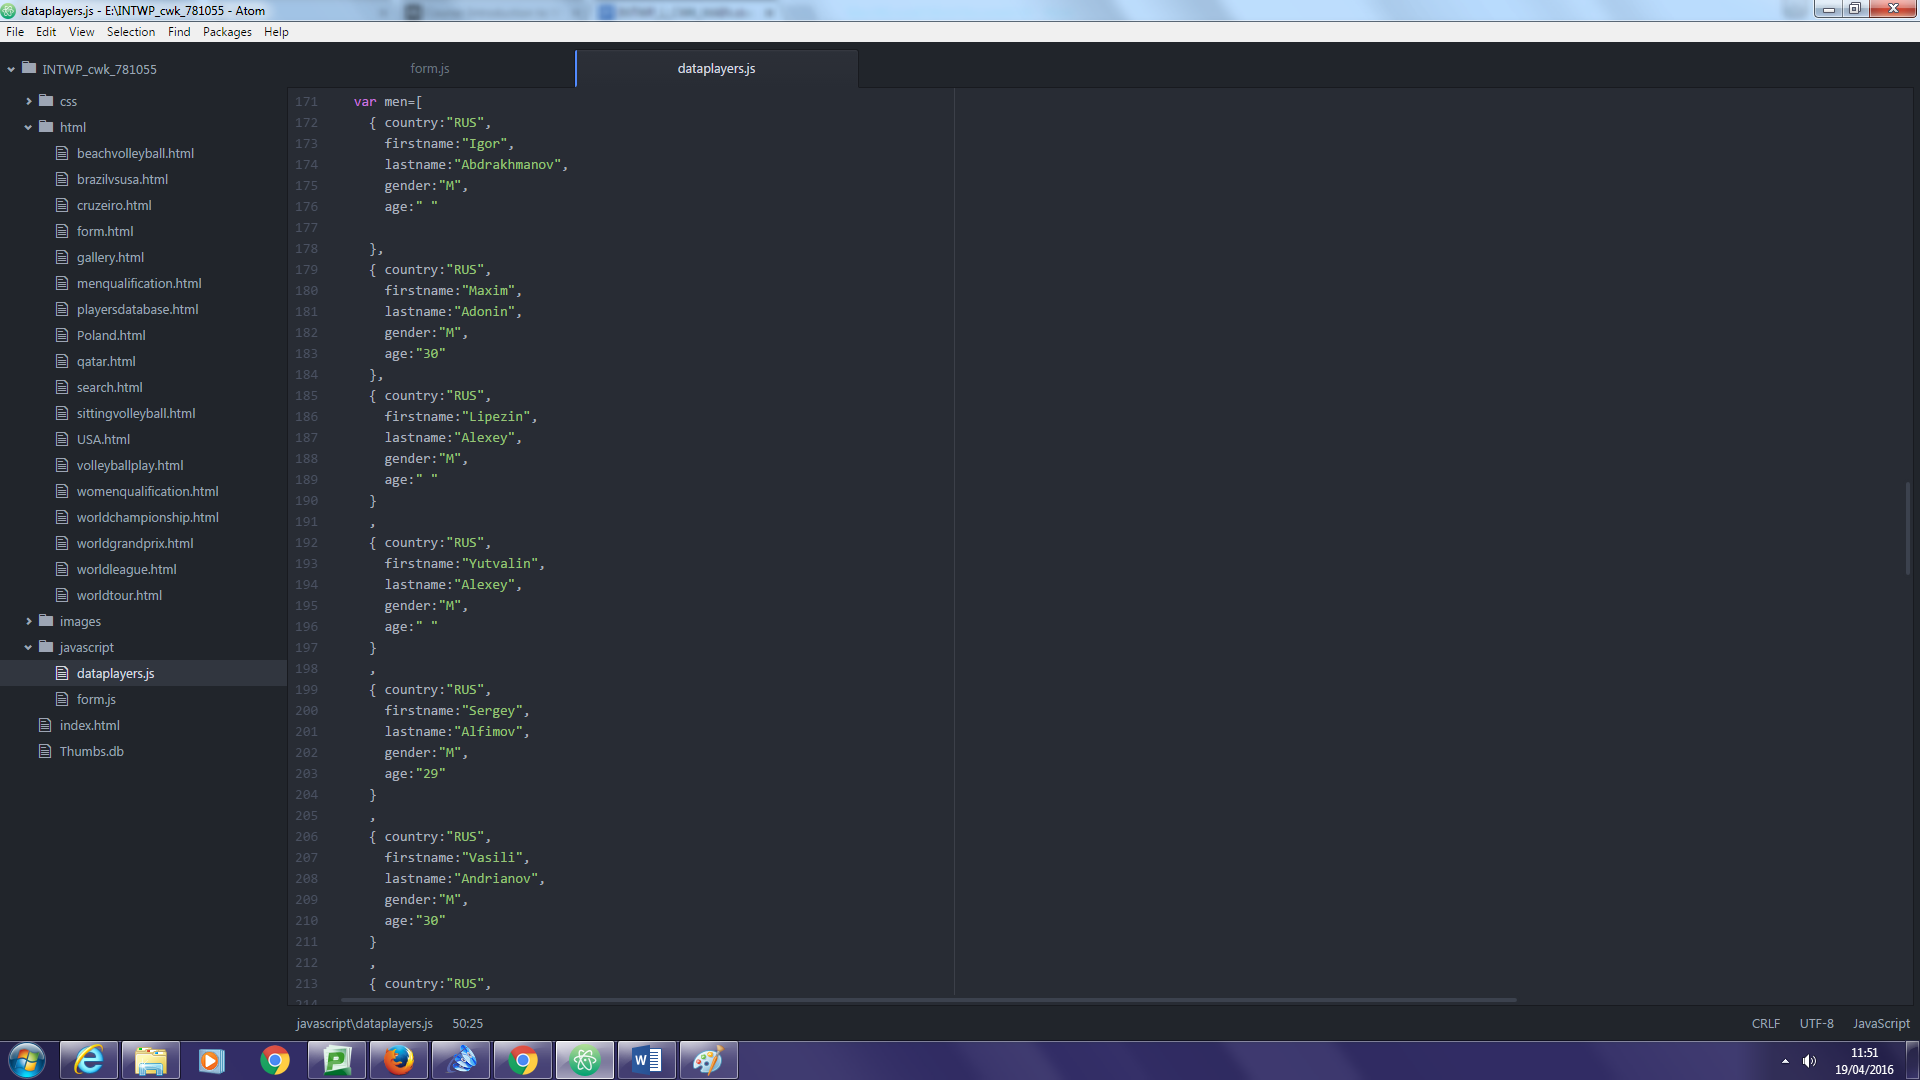 dataplayers.js - E:\INTWP_cwk_781055 - Atom
File Edit View Selection Find Packages Help
INTWP_cwk_781055
css
html
beachvolleyball.html
brazilvsusa.html
cruzeiro.html
form.html
gallery.html
menqualification.html
playersdatabase.html
Poland.html
qatar.html
search.html
sittingvolleyball.html
USA.html
volleyballplay.html
womenqualification.html
worldchampionship.html
worldgrandprix.html
worldleague.html
worldtour.html
images
javascript
dataplayers.js
form.js
index.html
Thumbs.db
form.js dataplayers.js
171 var men=[
172 { country:"RUS",
173 firstname:"Igor",
174 lastname:"Abdrakhmanov",
175 gender:"M",
176 age:" "
177
178 },
179 { country:"RUS",
180 firstname:"Maxim",
181 lastname:"Adonin",
182 gender:"M",
183 age:"30"
184 },
185 { country:"RUS",
186 firstname:"Lipezin",
187 lastname:"Alexey",
188 gender:"M",
189 age:" "
190 }
191 ,
192 { country:"RUS",
193 firstname:"Yutvalin",
194 lastname:"Alexey",
195 gender:"M",
196 age:" "
197 }
198 ,
199 { country:"RUS",
200 firstname:"Sergey",
201 lastname:"Alfimov",
202 gender:"M",
203 age:"29"
204 }
205 ,
206 { country:"RUS",
207 firstname:"Vasili",
208 lastname:"Andrianov",
209 gender:"M",
210 age:"30"
211 }
212 ,
213 { country:"RUS",
214
javascript\dataplayers.js 50:25 CRLF UTF-8 JavaScript
11:51
19/04/2016